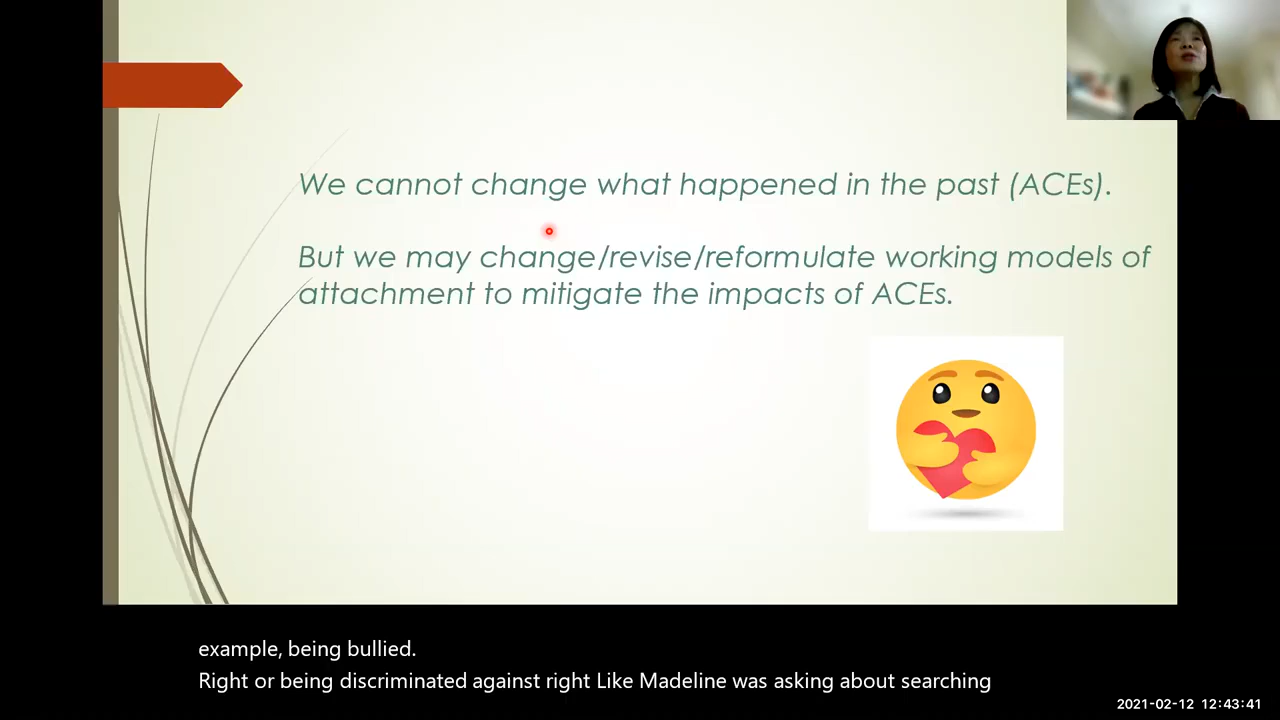 We cannot change what happened in the past (ACEs).
But we may change/revise/reformulate working models of
attachment to mitigate the impacts of ACEs.
example, being bullied.
Right or being discriminated against right Like Madeline was asking about searching
2021-02-12 12:43:41